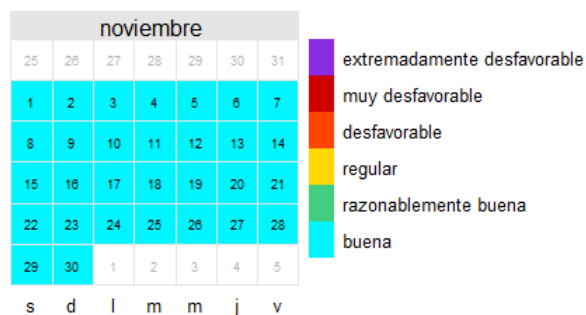 noviembre
25 26 27 28 29 30 31
1 2 3 4 5 6 7
8 9 10 11 12 13 14
15 16 17 18 19 20 21
22 23 24 25 26 27 28
29 30 1 2 3 4 5
s d l m m j v
extremadamente desfavorable
muy desfavorable
desfavorable
regular
razonablemente buena
buena